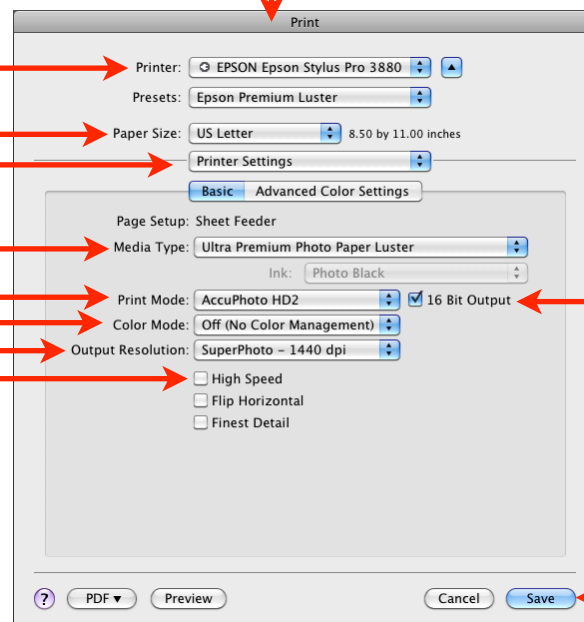 Print
Printer: EPSON Epson Stylus Pro 3880
Presets: Epson Premium Luster
Paper Size: US Letter 8.50 by 11.00 inches
Printer Settings
Basic Advanced Color Settings
Page Setup: Sheet Feeder
Media Type: Ultra Premium Photo Paper Luster
Ink: Photo Black
Print Mode: AccuPhoto HD2 16 Bit Output
Color Mode: Off (No Color Management)
Output Resolution: SuperPhoto – 1440 dpi
High Speed
Flip Horizontal
Finest Detail
? PDF ▾ Preview Cancel Save